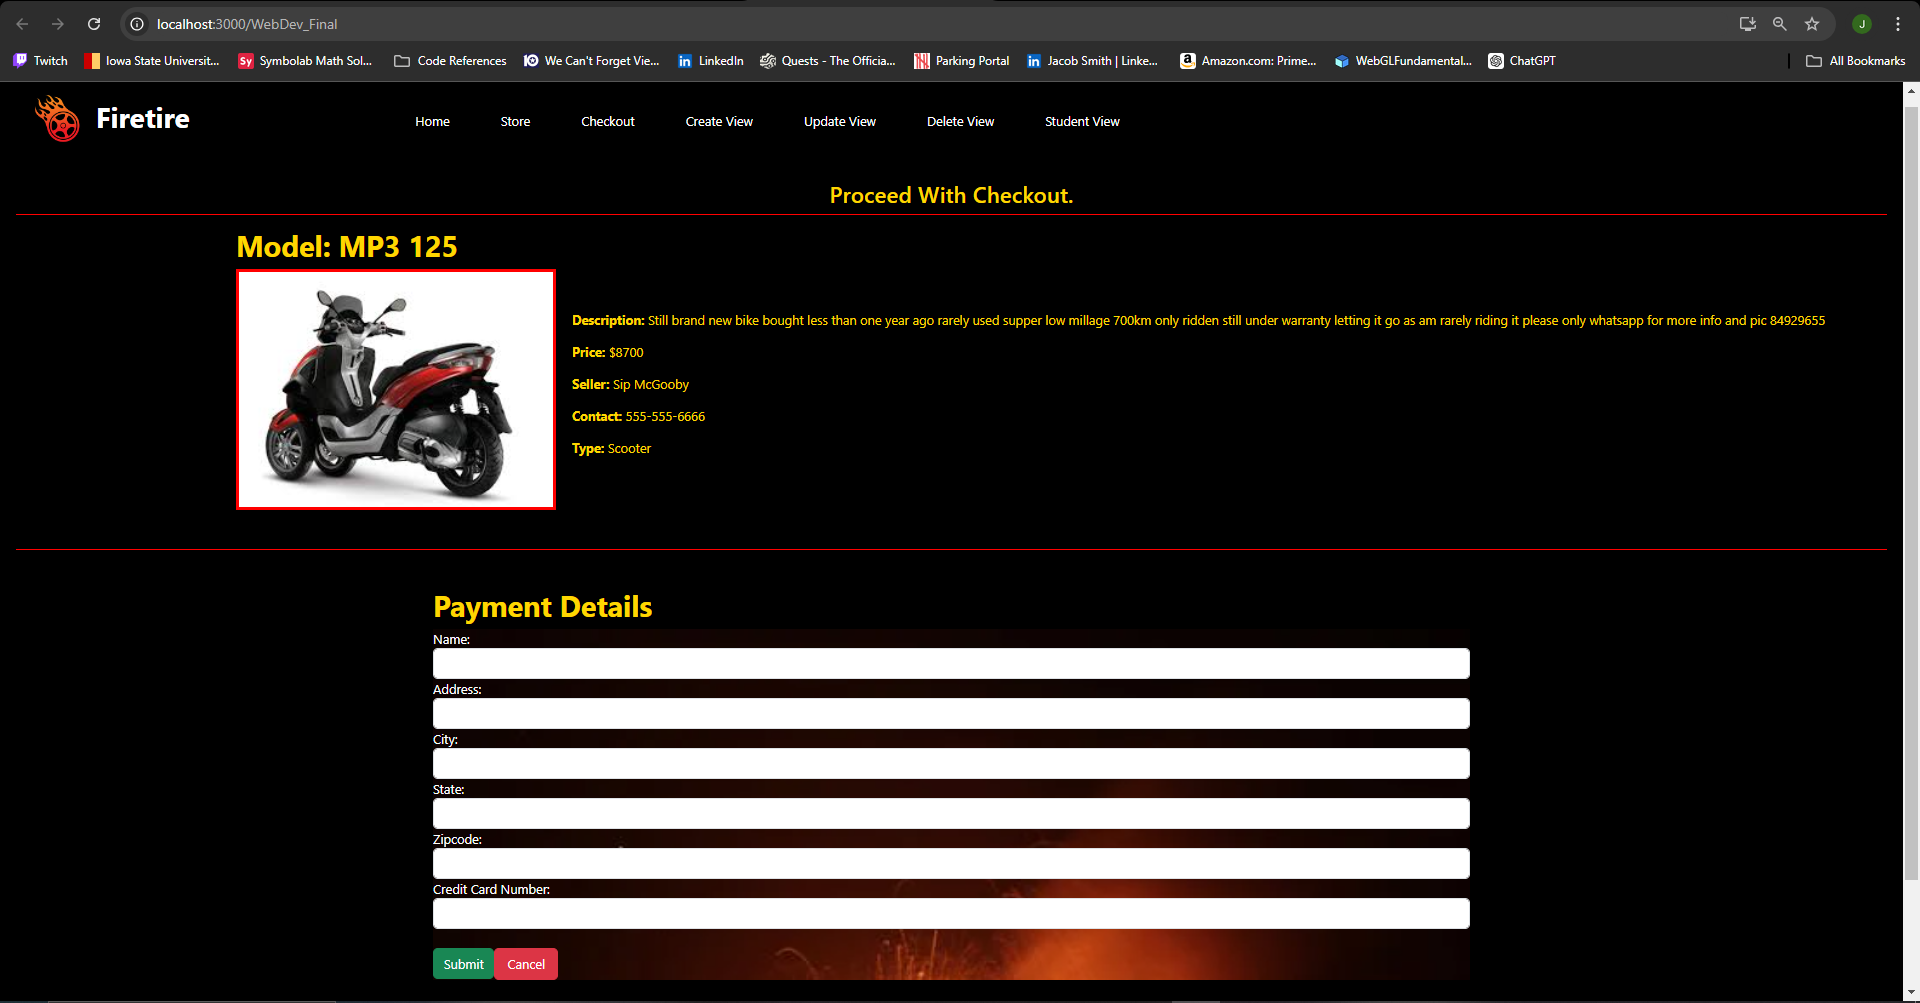 localhost:3000/WebDev_Final
J
Twitch
Iowa State Universit...
Symbolab Math Sol...
Code References
We Can't Forget Vie...
LinkedIn
Quests - The Officia...
Parking Portal
Jacob Smith | Linke...
Amazon.com: Prime...
WebGLFundamental...
ChatGPT
All Bookmarks
Firetire
Home
Store
Checkout
Create View
Update View
Delete View
Student View
Proceed With Checkout.
Model: MP3 125
Description: Still brand new bike bought less than one year ago rarely used supper low millage 700km only ridden still under warranty letting it go as am rarely riding it please only whatsapp for more info and pic 84929655
Price: $8700
Seller: Sip McGooby
Contact: 555-555-6666
Type: Scooter
Payment Details
Name:
Address:
City:
State:
Zipcode:
Credit Card Number:
Submit
Cancel